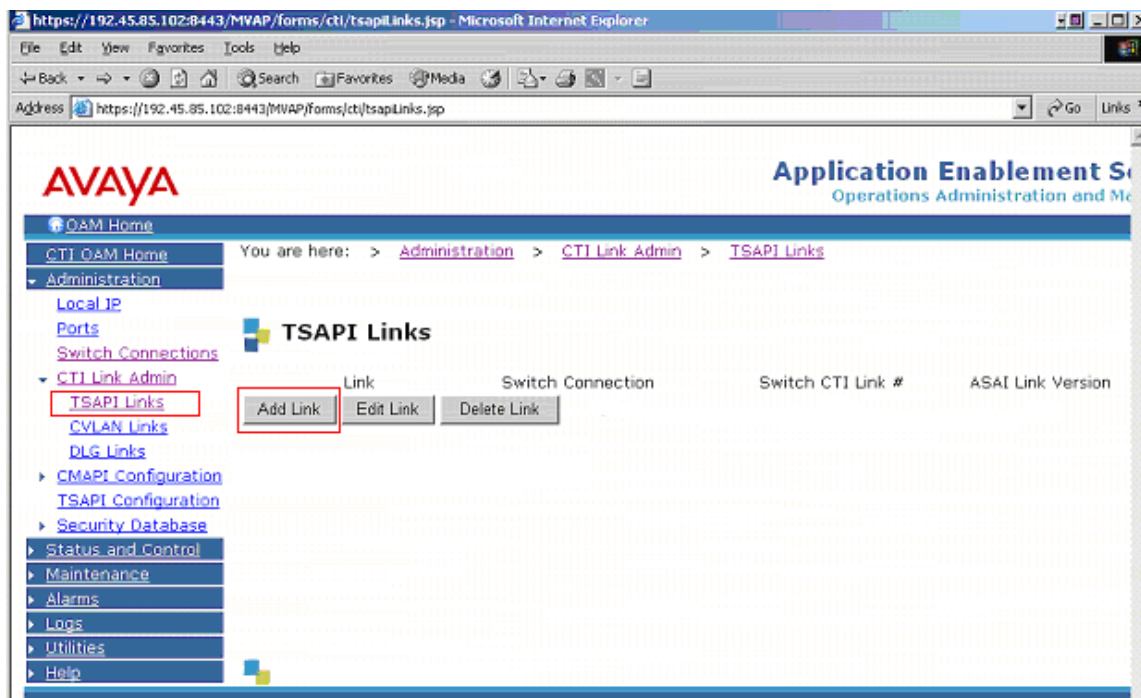 https://192.45.85.102:8443/MVAP/forms/cti/tsapiLinks.jsp - Microsoft Internet Explorer
File Edit View Favorites Tools Help
Back Search Favorites Media
Address https://192.45.85.102:8443/MVAP/forms/cti/tsapiLinks.jsp Go Links
AVAYA
Application Enablement Se
Operations Administration and Ma
OAM Home
CTI OAM Home
You are here: > Administration > CTI Link Admin > TSAPI Links
Administration
Local IP
Ports
Switch Connections
CTI Link Admin
TSAPI Links
CVLAN Links
DLG Links
CMAPI Configuration
TSAPI Configuration
Security Database
Status and Control
Maintenance
Alarms
Logs
Utilities
Help
TSAPI Links
Link Switch Connection Switch CTI Link # ASAI Link Version
Add Link Edit Link Delete Link